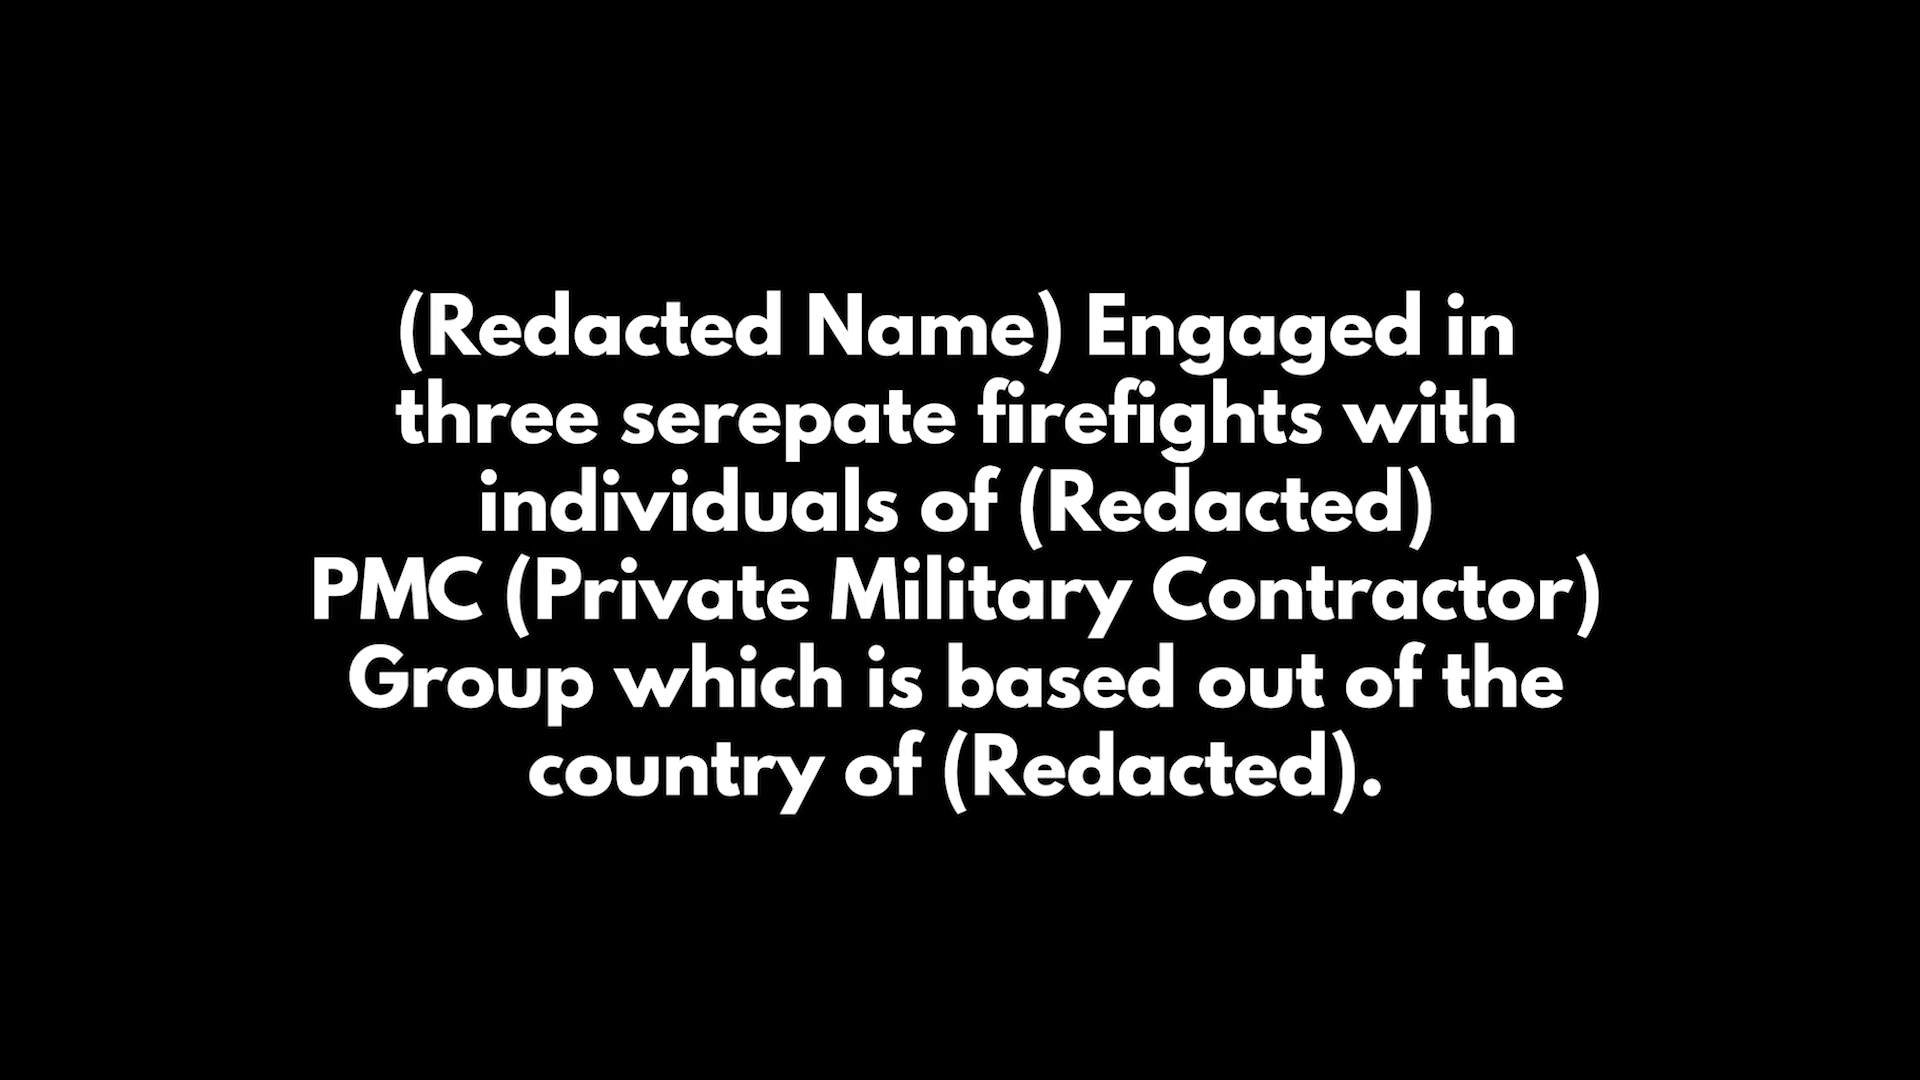 (Redacted Name) Engaged in
three serepate firefights with
individuals of (Redacted)
PMC (Private Military Contractor)
Group which is based out of the
country of (Redacted).